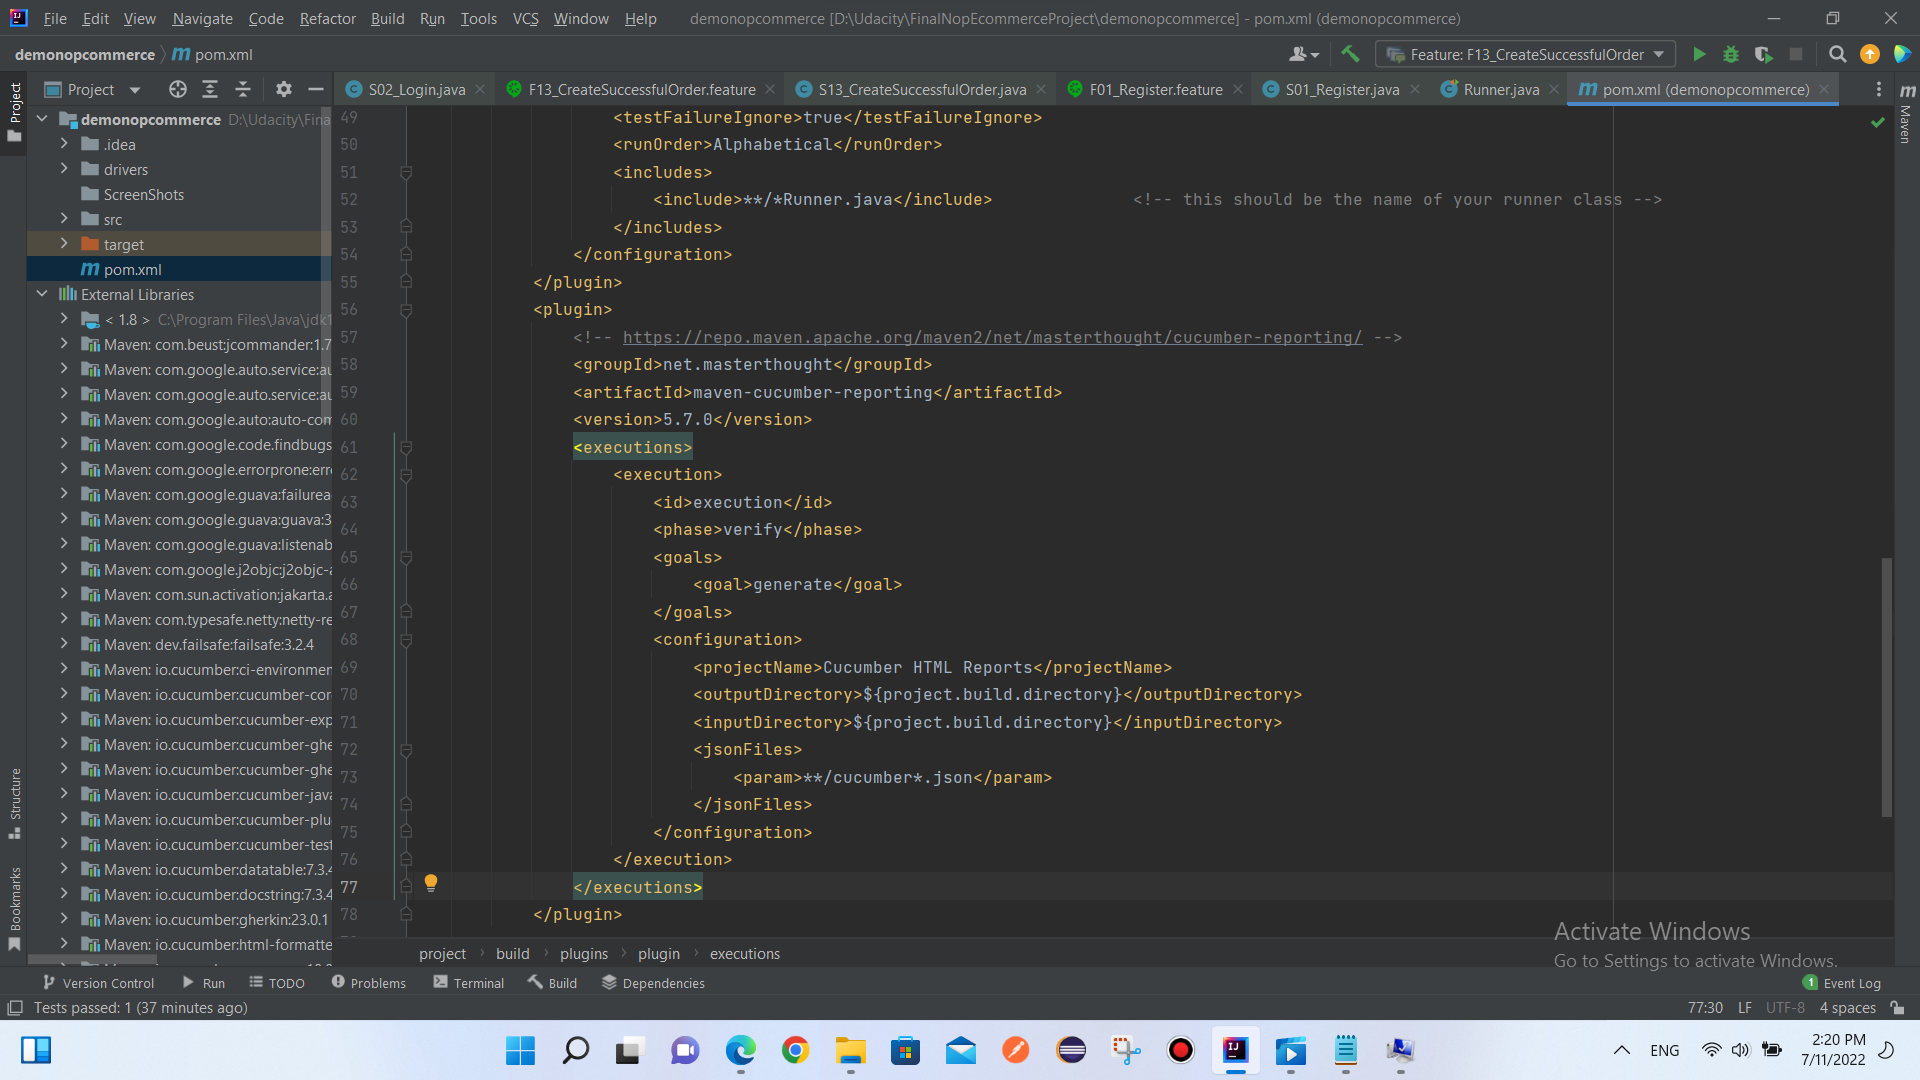 File Edit View Navigate Code Refactor Build Run Tools VCS Window Help demonopcommerce [D:\Udacity\FinalNopEcommerceProject\demonopcommerce] - pom.xml (demonopcommerce)
demonopcommerce pom.xml Feature: F13_CreateSuccessfulOrder
Project S02_Login.java F13_CreateSuccessfulOrder.feature S13_CreateSuccessfulOrder.java F01_Register.feature S01_Register.java Runner.java pom.xml (demonopcommerce)
Project
Structure
Bookmarks
Maven
demonopcommerce D:\Udacity\Fina
.idea
drivers
ScreenShots
src
target
pom.xml
External Libraries
< 1.8 > C:\Program Files\Java\jdk1
Maven: com.beust:jcommander:1.7
Maven: com.google.auto.service:au
Maven: com.google.auto.service:au
Maven: com.google.auto:auto-com
Maven: com.google.code.findbugs
Maven: com.google.errorprone:erro
Maven: com.google.guava:failurea
Maven: com.google.guava:guava:3
Maven: com.google.guava:listenab
Maven: com.google.j2objc:j2objc-a
Maven: com.sun.activation:jakarta.a
Maven: com.typesafe.netty:netty-re
Maven: dev.failsafe:failsafe:3.2.4
Maven: io.cucumber:ci-environmen
Maven: io.cucumber:cucumber-cor
Maven: io.cucumber:cucumber-exp
Maven: io.cucumber:cucumber-ghe
Maven: io.cucumber:cucumber-ghe
Maven: io.cucumber:cucumber-java
Maven: io.cucumber:cucumber-plu
Maven: io.cucumber:cucumber-test
Maven: io.cucumber:datatable:7.3.4
Maven: io.cucumber:docstring:7.3.4
Maven: io.cucumber:gherkin:23.0.1
Maven: io.cucumber:html-formatte
49 <testFailureIgnore>true</testFailureIgnore>
50 <runOrder>Alphabetical</runOrder>
51 <includes>
52 <include>**/*Runner.java</include> <!-- this should be the name of your runner class -->
53 </includes>
54 </configuration>
55 </plugin>
56 <plugin>
57 <!-- https://repo.maven.apache.org/maven2/net/masterthought/cucumber-reporting/ -->
58 <groupId>net.masterthought</groupId>
59 <artifactId>maven-cucumber-reporting</artifactId>
60 <version>5.7.0</version>
61 <executions>
62 <execution>
63 <id>execution</id>
64 <phase>verify</phase>
65 <goals>
66 <goal>generate</goal>
67 </goals>
68 <configuration>
69 <projectName>Cucumber HTML Reports</projectName>
70 <outputDirectory>${project.build.directory}</outputDirectory>
71 <inputDirectory>${project.build.directory}</inputDirectory>
72 <jsonFiles>
73 <param>**/cucumber*.json</param>
74 </jsonFiles>
75 </configuration>
76 </execution>
77 </executions>
78 </plugin>
project build plugins plugin executions
Activate Windows
Go to Settings to activate Windows.
Version Control Run TODO Problems Terminal Build Dependencies 1 Event Log
Tests passed: 1 (37 minutes ago) 77:30 LF UTF-8 4 spaces
ENG 2:20 PM
7/11/2022